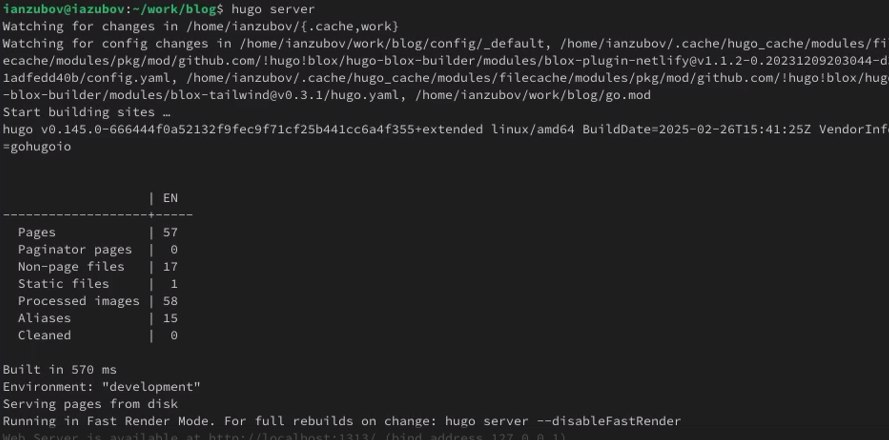 ianzubov@iazubov:~/work/blog$ hugo server
Watching for changes in /home/ianzubov/{.cache,work}
Watching for config changes in /home/ianzubov/work/blog/config/_default, /home/ianzubov/.cache/hugo_cache/modules/fil
ecache/modules/pkg/mod/github.com/!hugo!blox/hugo-blox-builder/modules/blox-plugin-netlify@v1.1.2-0.20231209203044-d
1adfedd40b/config.yaml, /home/ianzubov/.cache/hugo_cache/modules/filecache/modules/pkg/mod/github.com/!hugo!blox/hug
-blox-builder/modules/blox-tailwind@v0.3.1/hugo.yaml, /home/ianzubov/work/blog/go.mod
Start building sites …
hugo v0.145.0-666444f0a52132f9fec9f71cf25b441cc6a4f355+extended linux/amd64 BuildDate=2025-02-26T15:41:25Z VendorInf
=gohugoio
| EN
-------------------+-----
Pages | 57
Paginator pages | 0
Non-page files | 17
Static files | 1
Processed images | 58
Aliases | 15
Cleaned | 0
Built in 570 ms
Environment: "development"
Serving pages from disk
Running in Fast Render Mode. For full rebuilds on change: hugo server --disableFastRender
Web Server is available at http://localhost:1313/ (bind address 127.0.0.1)